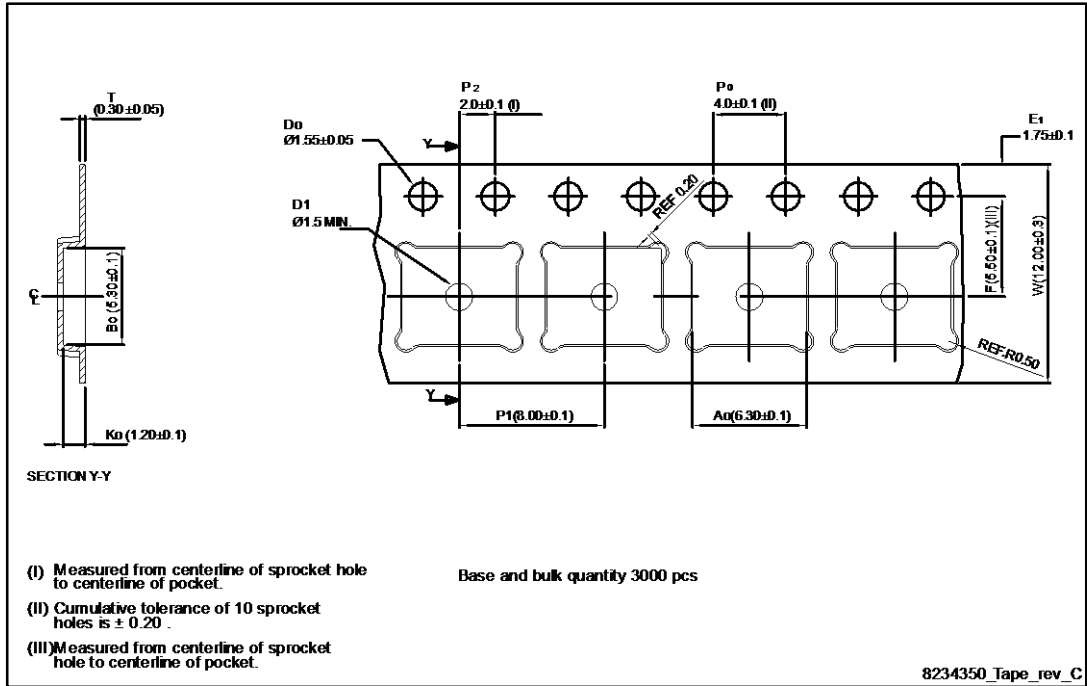 T
(0.30 ±0.05)
P2
2.0±0.1 (I)
Po
4.0±0.1 (II)
E1
1.75±0.1
Do
Ø1.55±0.05
Y
D1
Ø1.5 MIN.
REF 0.20
F(5.50±0.1)(III)
W(12.00±0.3)
CL
Bo (5.30±0.1)
REF.R0.50
Y
P1(8.00±0.1)
Ao(6.30±0.1)
Ko (1.20±0.1)
SECTION Y-Y
(I) Measured from centerline of sprocket hole
to centerline of pocket.
Base and bulk quantity 3000 pcs
(II) Cumulative tolerance of 10 sprocket
holes is ± 0.20 .
(III)Measured from centerline of sprocket
hole to centerline of pocket.
8234350_Tape_rev_C